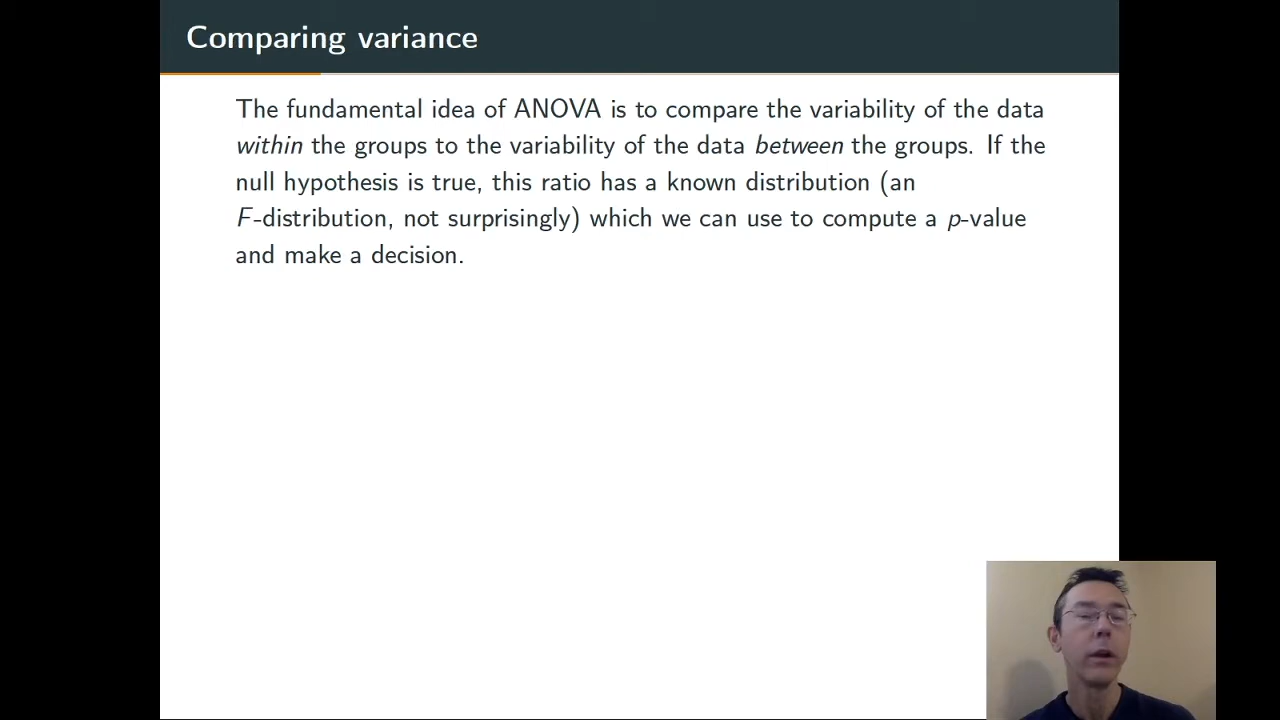 Comparing variance
The fundamental idea of ANOVA is to compare the variability of the data
within the groups to the variability of the data between the groups. If the
null hypothesis is true, this ratio has a known distribution (an
F-distribution, not surprisingly) which we can use to compute a p-value
and make a decision.